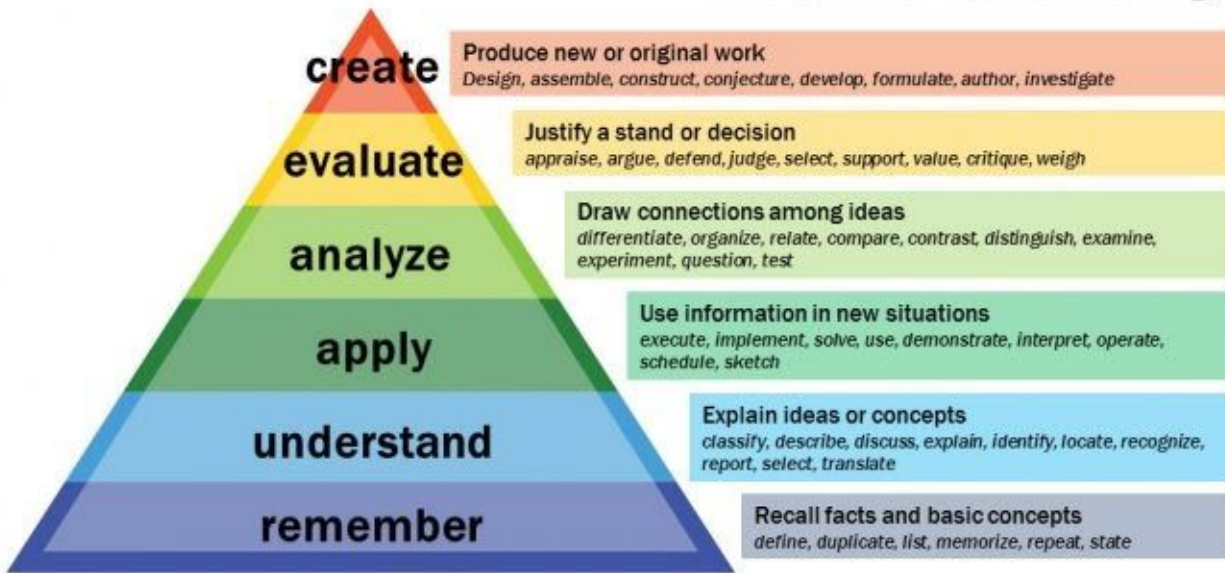 create
Produce new or original work
Design, assemble, construct, conjecture, develop, formulate, author, investigate
evaluate
Justify a stand or decision
appraise, argue, defend, judge, select, support, value, critique, weigh
analyze
Draw connections among ideas
differentiate, organize, relate, compare, contrast, distinguish, examine,
experiment, question, test
apply
Use information in new situations
execute, implement, solve, use, demonstrate, interpret, operate,
schedule, sketch
understand
Explain ideas or concepts
classify, describe, discuss, explain, identify, locate, recognize,
report, select, translate
remember
Recall facts and basic concepts
define, duplicate, list, memorize, repeat, state